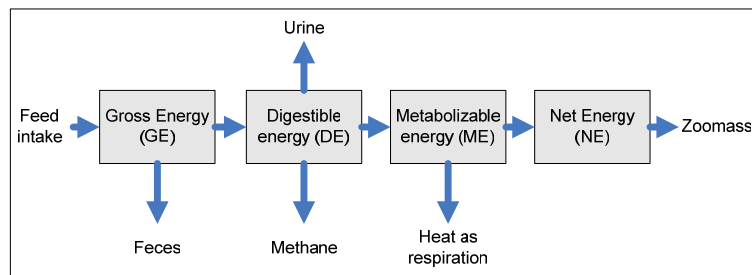 Urine
Feed
intake
Gross Energy
(GE)
Digestible
energy (DE)
Metabolizable
energy (ME)
Net Energy
(NE)
Zoomass
Feces
Methane
Heat as
respiration